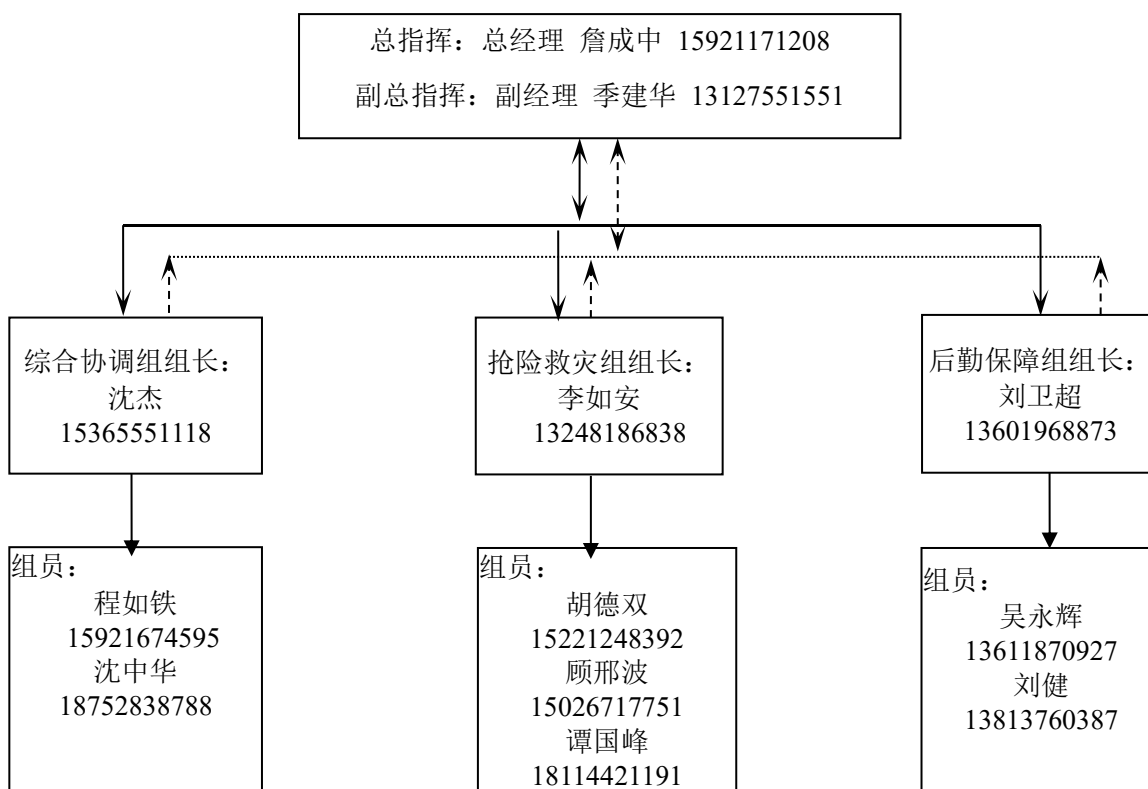 总指挥：总经理 詹成中 15921171208
副总指挥：副经理 季建华 13127551551
综合协调组组长：
沈杰
15365551118
抢险救灾组组长：
李如安
13248186838
后勤保障组组长：
刘卫超
13601968873
组员：
程如铁
15921674595
沈中华
18752838788
组员：
胡德双
15221248392
顾邢波
15026717751
谭国峰
18114421191
组员：
吴永辉
13611870927
刘健
13813760387